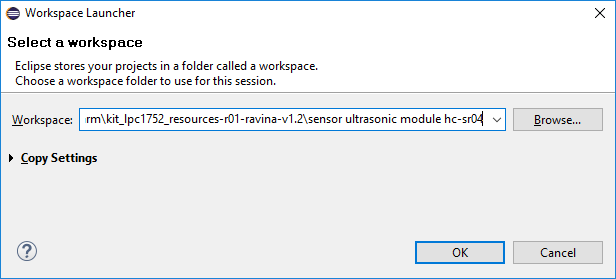 Workspace Launcher
Select a workspace
Eclipse stores your projects in a folder called a workspace.
Choose a workspace folder to use for this session.
Workspace: rm\kit_lpc1752_resources-r01-ravina-v1.2\sensor ultrasonic module hc-sr04 Browse...
Copy Settings
? OK Cancel